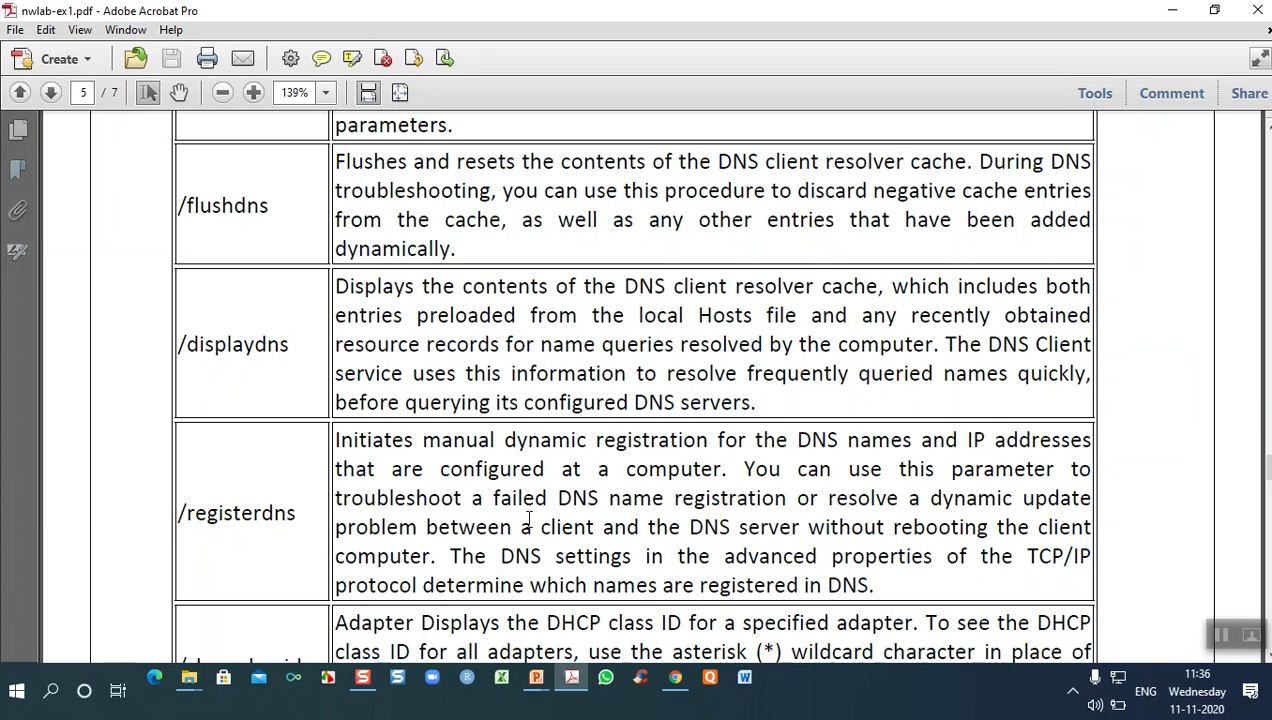 nwlab-ex1.pdf - Adobe Acrobat Pro
File Edit View Window Help
Create
5 / 7 139% Tools Comment Share
parameters.
/flushdns
Flushes and resets the contents of the DNS client resolver cache. During DNS
troubleshooting, you can use this procedure to discard negative cache entries
from the cache, as well as any other entries that have been added
dynamically.
/displaydns
Displays the contents of the DNS client resolver cache, which includes both
entries preloaded from the local Hosts file and any recently obtained
resource records for name queries resolved by the computer. The DNS Client
service uses this information to resolve frequently queried names quickly,
before querying its configured DNS servers.
/registerdns
Initiates manual dynamic registration for the DNS names and IP addresses
that are configured at a computer. You can use this parameter to
troubleshoot a failed DNS name registration or resolve a dynamic update
problem between a client and the DNS server without rebooting the client
computer. The DNS settings in the advanced properties of the TCP/IP
protocol determine which names are registered in DNS.
Adapter Displays the DHCP class ID for a specified adapter. To see the DHCP
class ID for all adapters, use the asterisk (*) wildcard character in place of
11:36
ENG Wednesday
11-11-2020